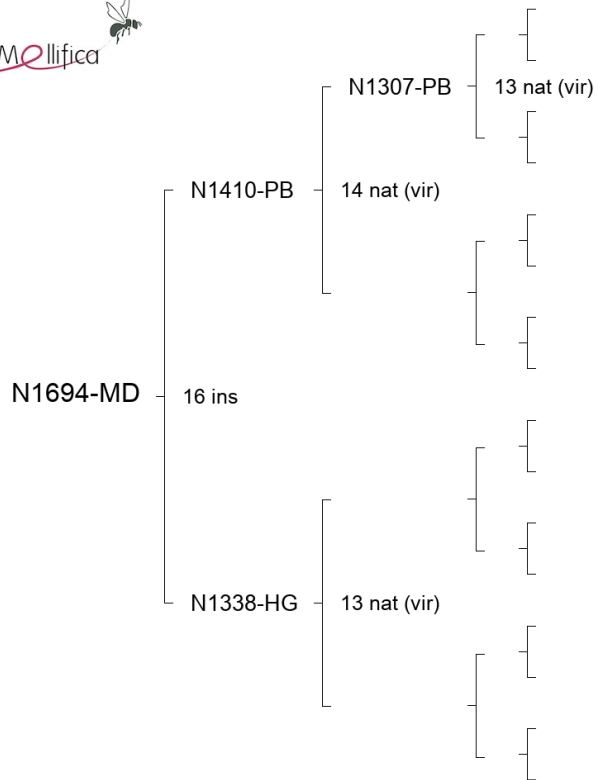 Mellifica
N1307-PB 13 nat (vir)
N1410-PB 14 nat (vir)
N1694-MD 16 ins
N1338-HG 13 nat (vir)